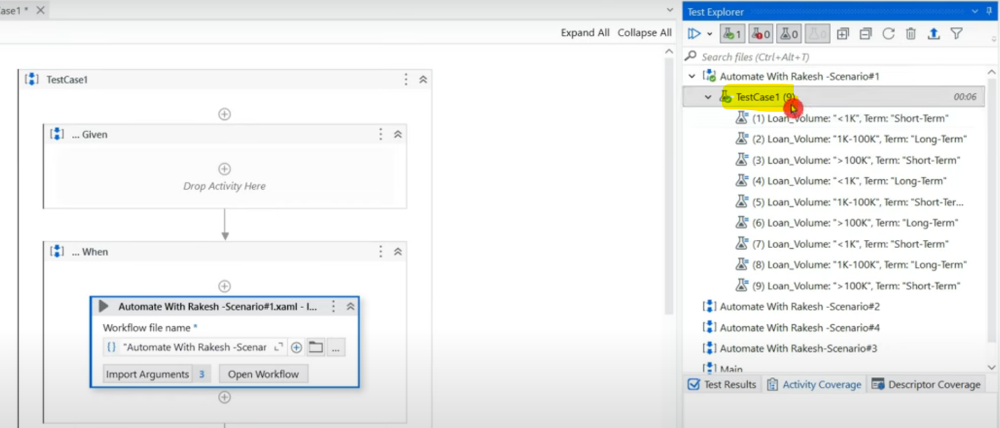 ase1 *
Expand All Collapse All
TestCase1
... Given
Drop Activity Here
... When
Automate With Rakesh -Scenario#1.xaml - I...
Workflow file name *
"Automate With Rakesh -Scenar
...
Import Arguments 3 Open Workflow
Test Explorer
1 0 0 0
Search files (Ctrl+Alt+T)
Automate With Rakesh -Scenario#1
TestCase1 (9) 00:06
(1) Loan_Volume: "<1K", Term: "Short-Term"
(2) Loan_Volume: "1K-100K", Term: "Long-Term"
(3) Loan_Volume: ">100K", Term: "Short-Term"
(4) Loan_Volume: "<1K", Term: "Long-Term"
(5) Loan_Volume: "1K-100K", Term: "Short-Ter...
(6) Loan_Volume: ">100K", Term: "Long-Term"
(7) Loan_Volume: "<1K", Term: "Short-Term"
(8) Loan_Volume: "1K-100K", Term: "Long-Term"
(9) Loan_Volume: ">100K", Term: "Short-Term"
Automate With Rakesh -Scenario#2
Automate With Rakesh -Scenario#4
Automate With Rakesh-Scenario#3
Main
Test Results Activity Coverage Descriptor Coverage